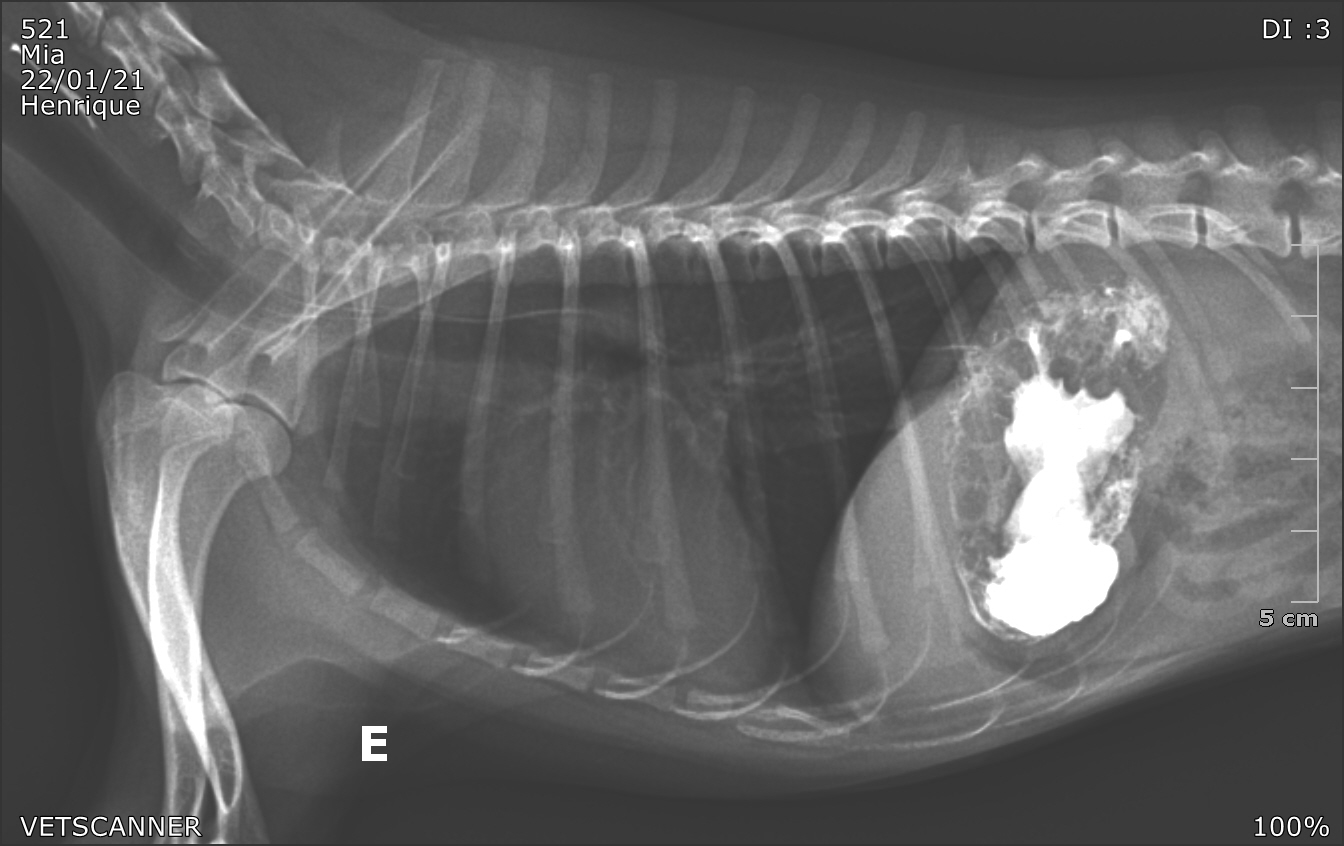 521
Mia
22/01/21
Henrique
DI :3
5 cm
E
VETSCANNER
100%